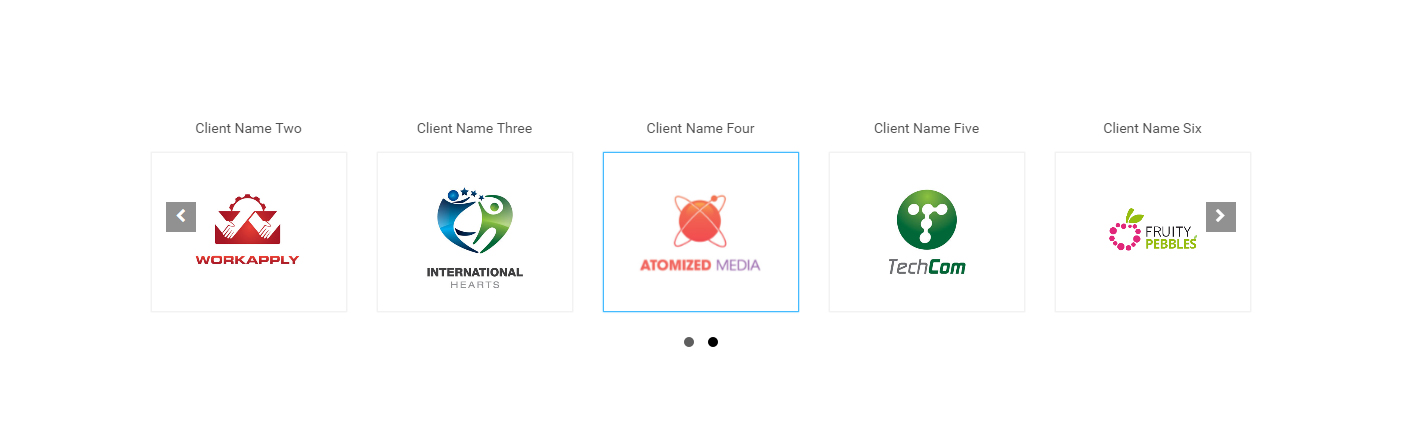 Client Name Two
Client Name Three
Client Name Four
Client Name Five
Client Name Six
WORKAPPLY
INTERNATIONAL
HEARTS
ATOMIZED MEDIA
TechCom
FRUITY
PEBBLES